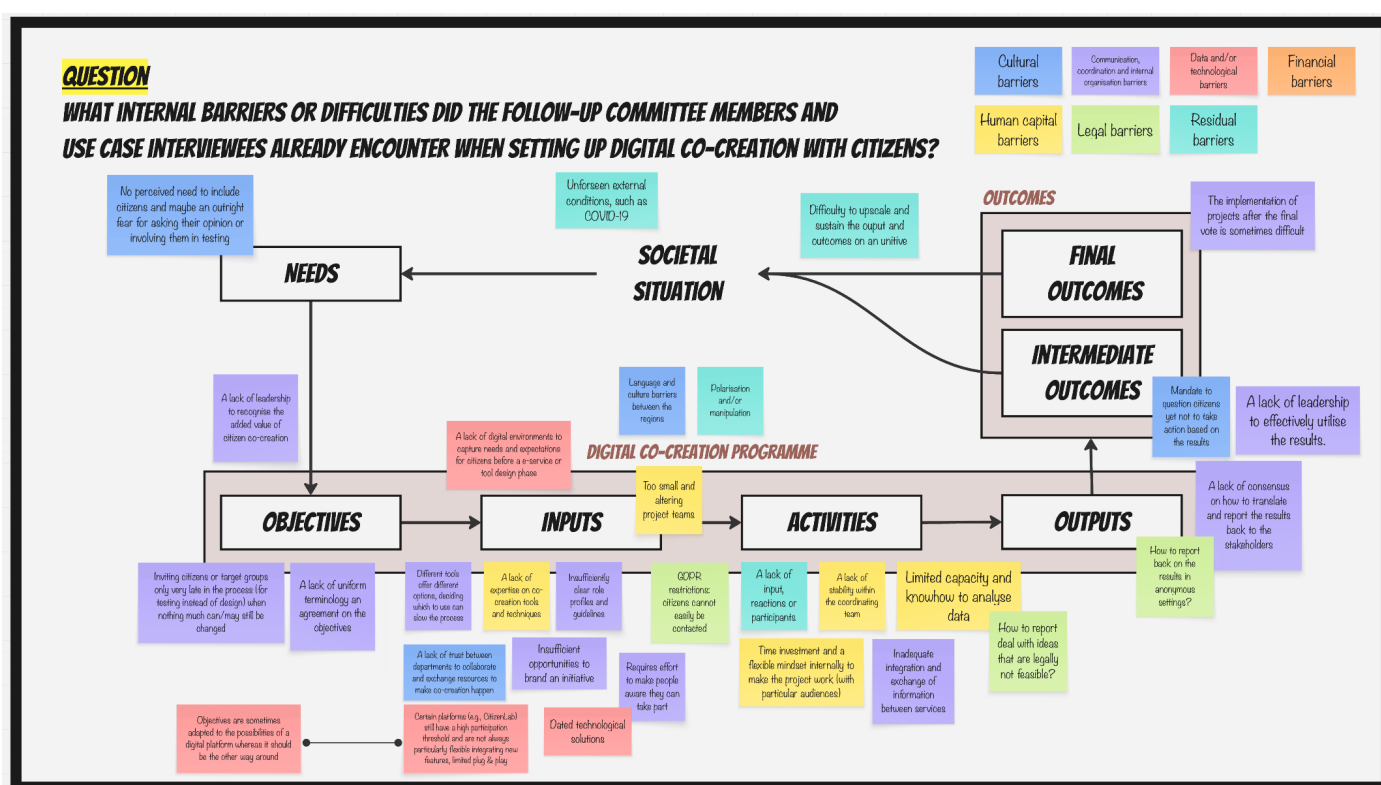 QUESTION
WHAT INTERNAL BARRIERS OR DIFFICULTIES DID THE FOLLOW-UP COMMITTEE MEMBERS AND
USE CASE INTERVIEWEES ALREADY ENCOUNTER WHEN SETTING UP DIGITAL CO-CREATION WITH CITIZENS?
Cultural
barriers
Communication,
coordination and internal
organisation barriers
Data and/or
technological
barriers
Financial
barriers
Human capital
barriers
Legal barriers
Residual
barriers
No perceived need to include
citizens and maybe an outright
fear for asking their opinion or
involving them in testing
Unforseen external
conditions, such as
COVID-19
Difficulty to upscale and
sustain the ouput and
outcomes on an unitive
OUTCOMES
The implementation of
projects after the final
vote is sometimes difficult
NEEDS
SOCIETAL
SITUATION
FINAL
OUTCOMES
INTERMEDIATE
OUTCOMES
Mandate to
question citizens
yet not to take
action based on
the results
A lack of leadership
to effectively utilise
the results.
A lack of leadership
to recognise the
added value of
citizen co-creation
Language and
culture barriers
between the
regions
Polarisation
and/or
manipulation
A lack of digital environments to
capture needs and expectations
for citizens before a e-service or
tool design phase
DIGITAL CO-CREATION PROGRAMME
Too small and
altering
project teams
A lack of consensus
on how to translate
and report the results
back to the
stakeholders
OBJECTIVES
INPUTS
ACTIVITIES
OUTPUTS
How to report
back on the
results in
anonymous
settings?
Inviting citizens or target groups
only very late in the process (for
testing instead of design) when
nothing much can/may still be
changed
A lack of uniform
terminology an
agreement on the
objectives
Different tools
offer different
options, deciding
which to use can
slow the process
A lack of
expertise on co-
creation tools
and techniques
Insufficiently
clear role
profiles and
guidelines
GDPR
restrictions:
citizens cannot
easily be
contacted
A lack of
input,
reactions or
participants
A lack of
stability within
the coordinating
team
Limited capacity and
knowhow to analyse
data
How to report
deal with ideas
that are legally
not feasible?
A lack of trust between
departments to collaborate
and exchange resources to
make co-creation happen
Insufficient
opportunities to
brand an initiative
Requires effort
to make people
aware they can
take part
Time investment and a
flexible mindset internally to
make the project work (with
particular audiences)
Inadequate
integration and
exchange of
information
between services
Objectives are sometimes
adapted to the possibilities of a
digital platform whereas it should
be the other way around
Certain platforms (e.g., CitizenLab)
still have a high participation
threshold and are not always
particularly flexible integrating new
features, limited plug & play
Dated technological
solutions